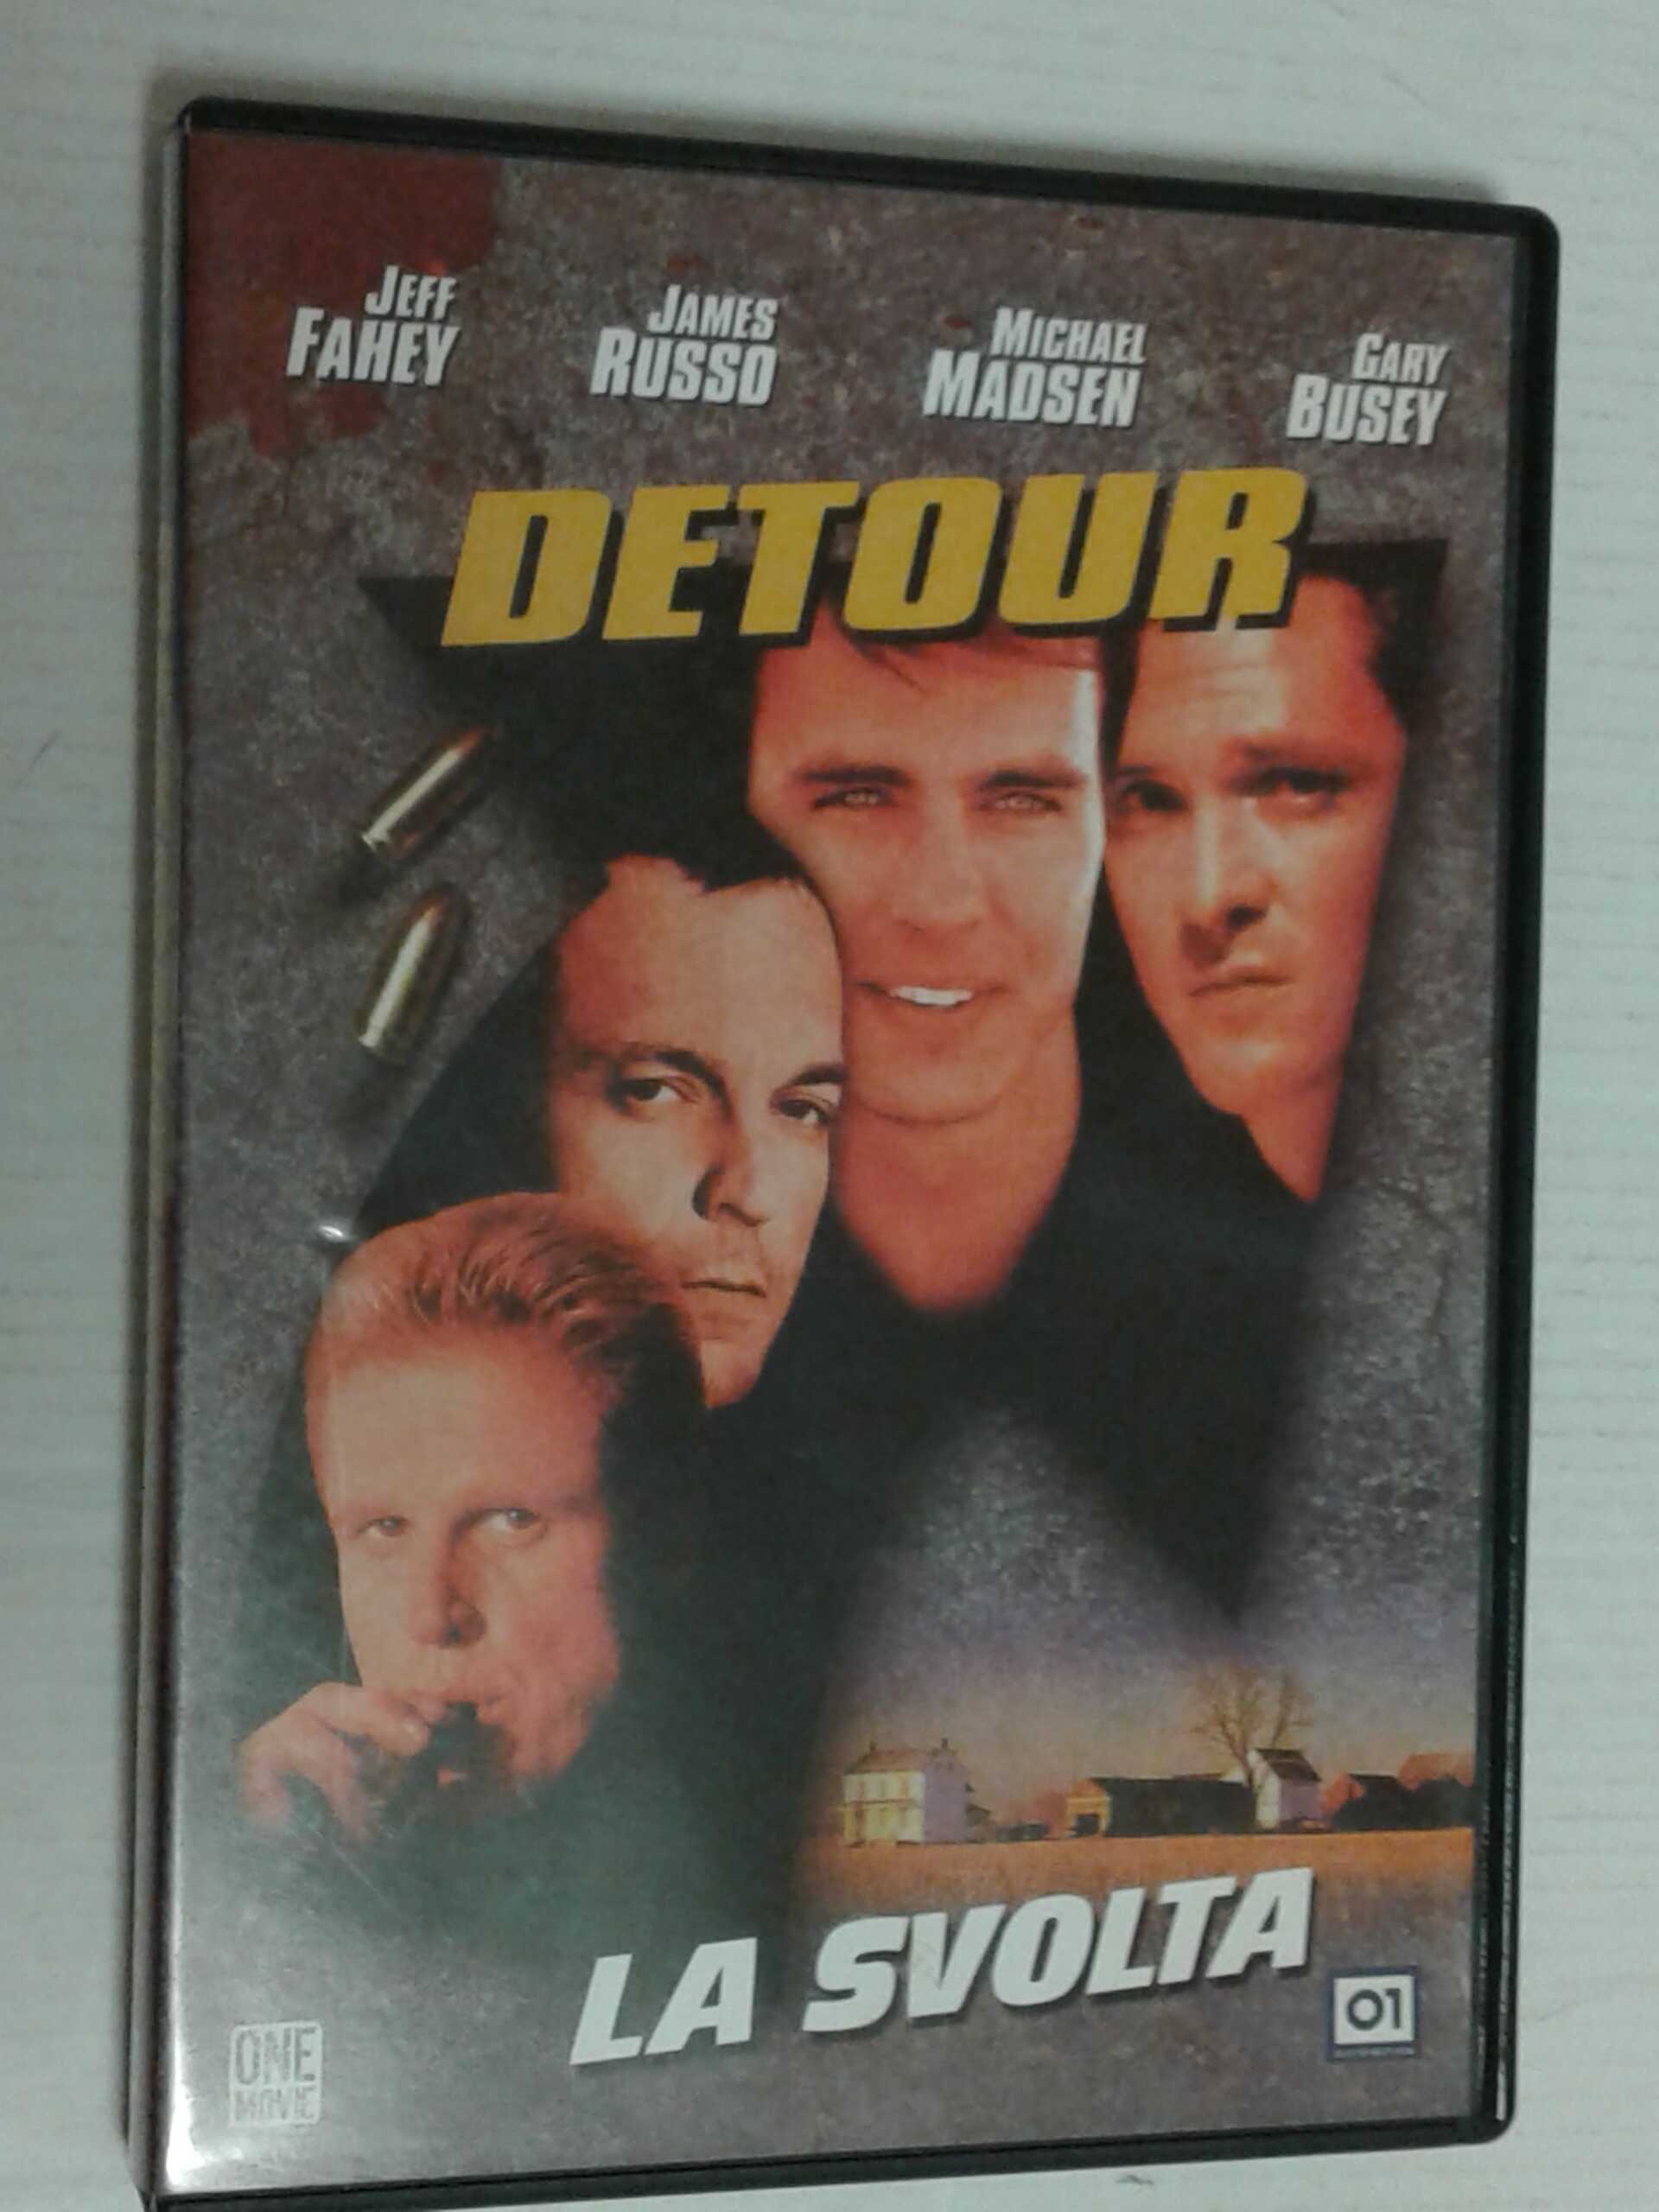 JEFF
FAHEY
JAMES
RUSSO
MICHAEL
MADSEN
GARY
BUSEY
DETOUR
LA SVOLTA
01
ONE
MOVIE